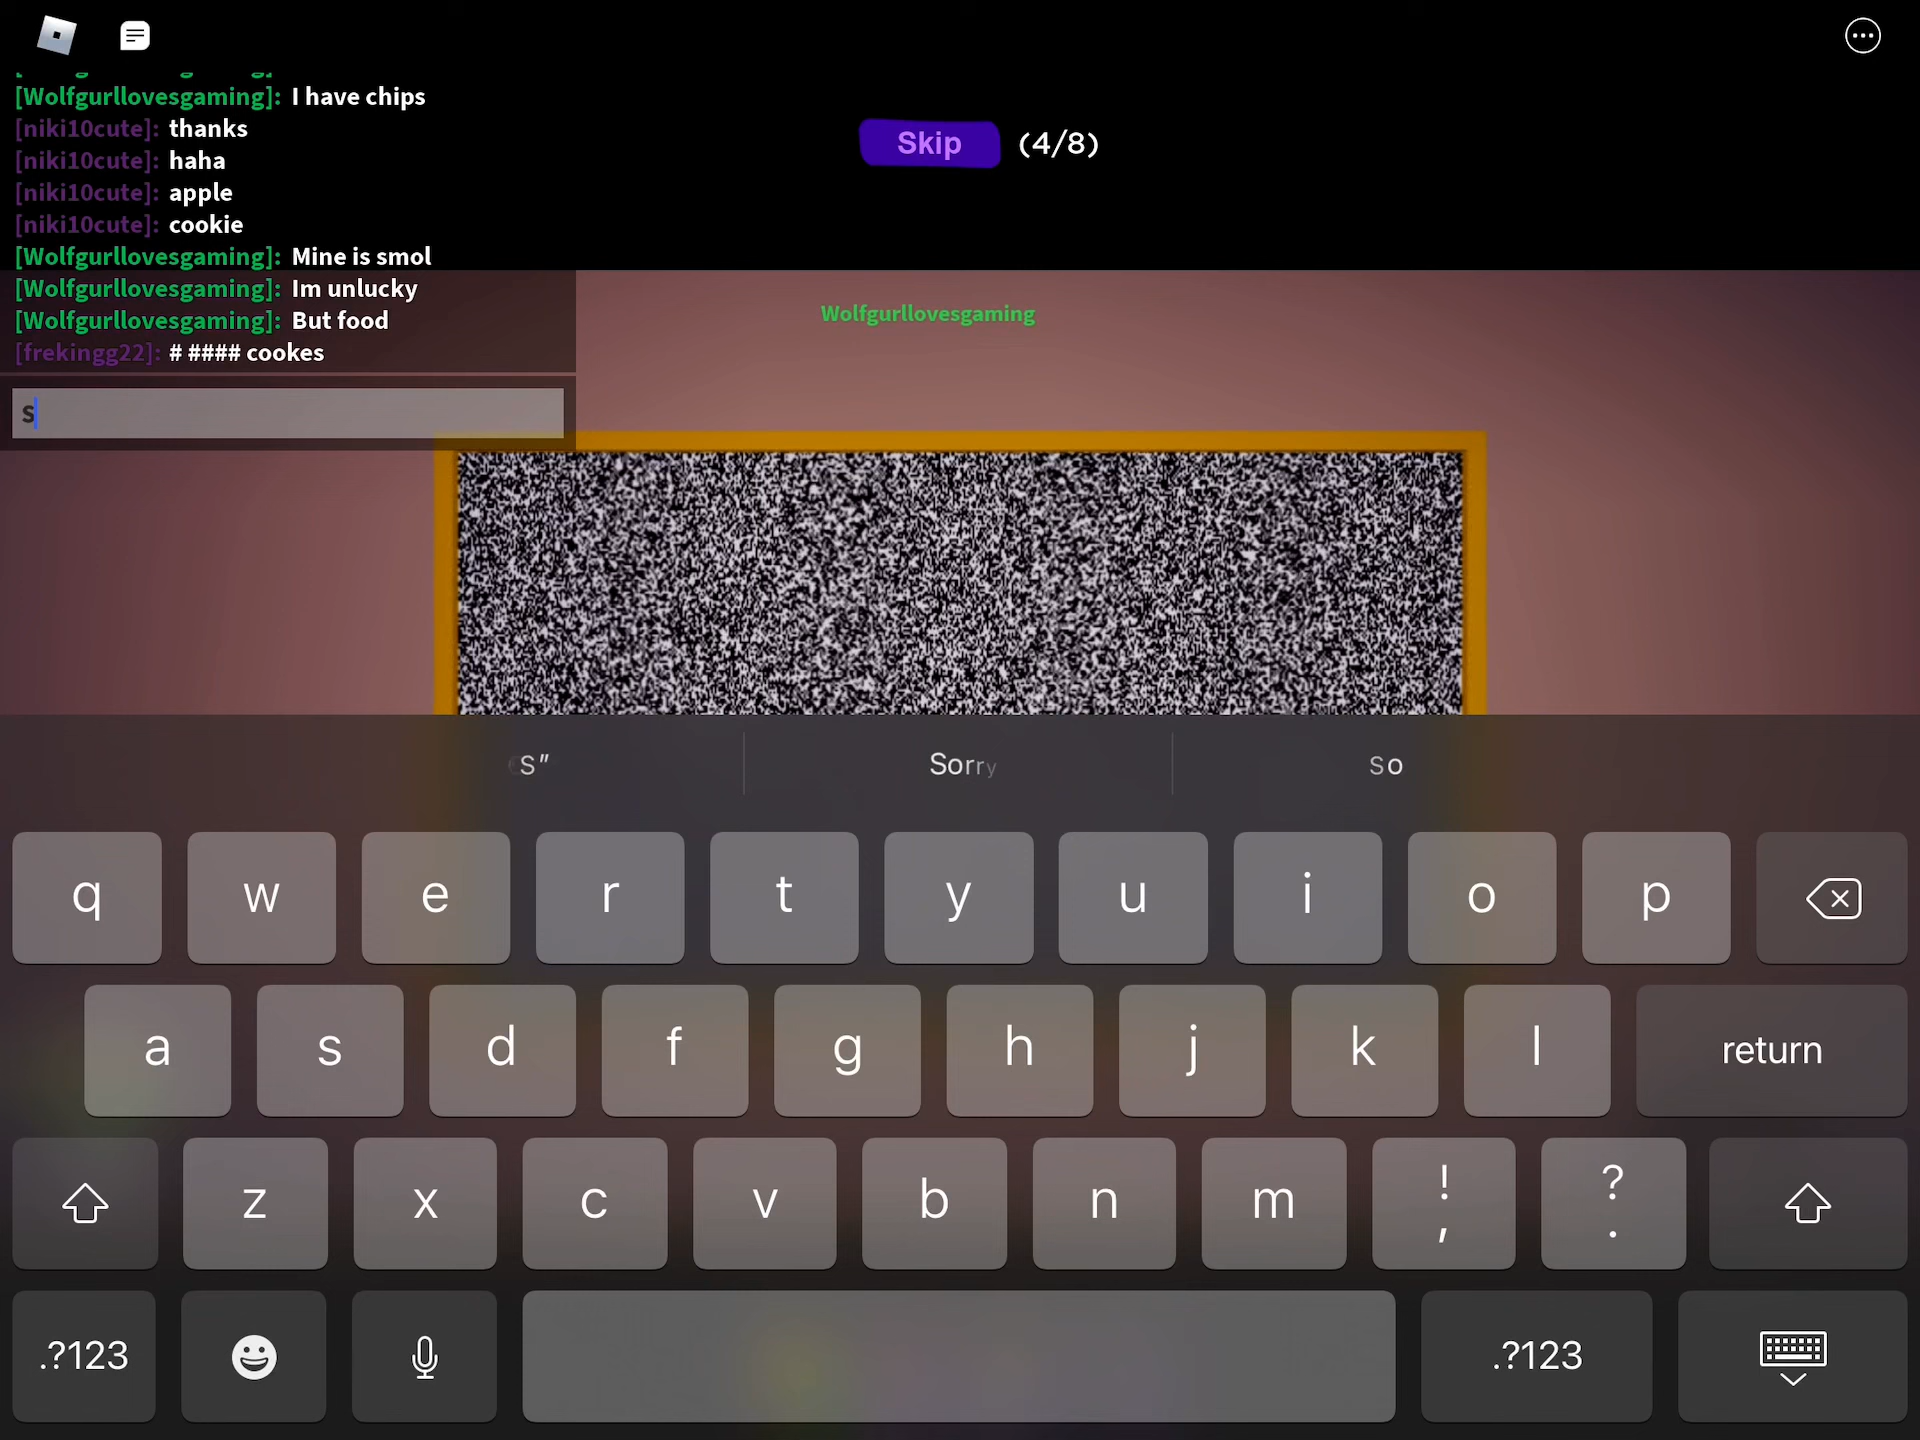 [Wolfgurllovesgaming]: I have chips
[niki10cute]: thanks
[niki10cute]: haha
[niki10cute]: apple
[niki10cute]: cookie
[Wolfgurllovesgaming]: Mine is smol
[Wolfgurllovesgaming]: Im unlucky
[Wolfgurllovesgaming]: But food
[frekingg22]: # #### cookes
S
Skip (4/8)
Wolfgurllovesgaming
S" Sorry So
q w e r t y u i o p
a s d f g h j k l return
z x c v b n m ! , ? .
.?123 .?123